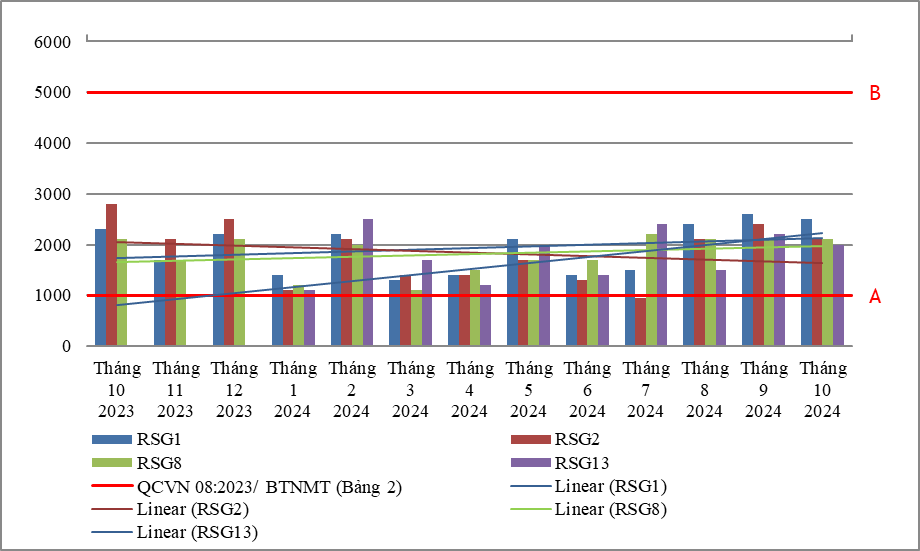 6000
5000
B
4000
3000
2000
1000
A
0
Tháng Tháng Tháng Tháng Tháng Tháng Tháng Tháng Tháng Tháng Tháng Tháng Tháng
10 11 12 1 2 3 4 5 6 7 8 9 10
2023 2023 2023 2024 2024 2024 2024 2024 2024 2024 2024 2024 2024
RSG1 RSG2
RSG8 RSG13
QCVN 08:2023/ BTNMT (Bảng 2) Linear (RSG1)
Linear (RSG2) Linear (RSG8)
Linear (RSG13)